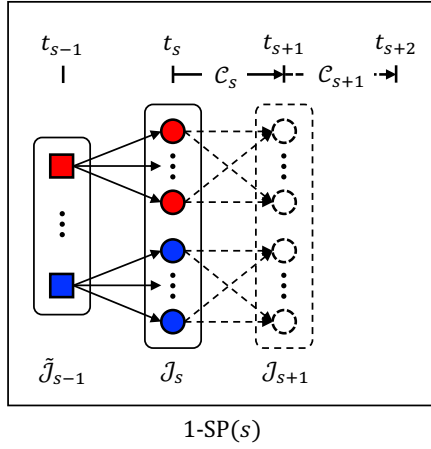 t_{s-1} t_s t_{s+1} t_{s+2}
𝒞_s 𝒞_{s+1}
𝒥̃_{s-1} 𝒥_s 𝒥_{s+1}
1-SP(s)